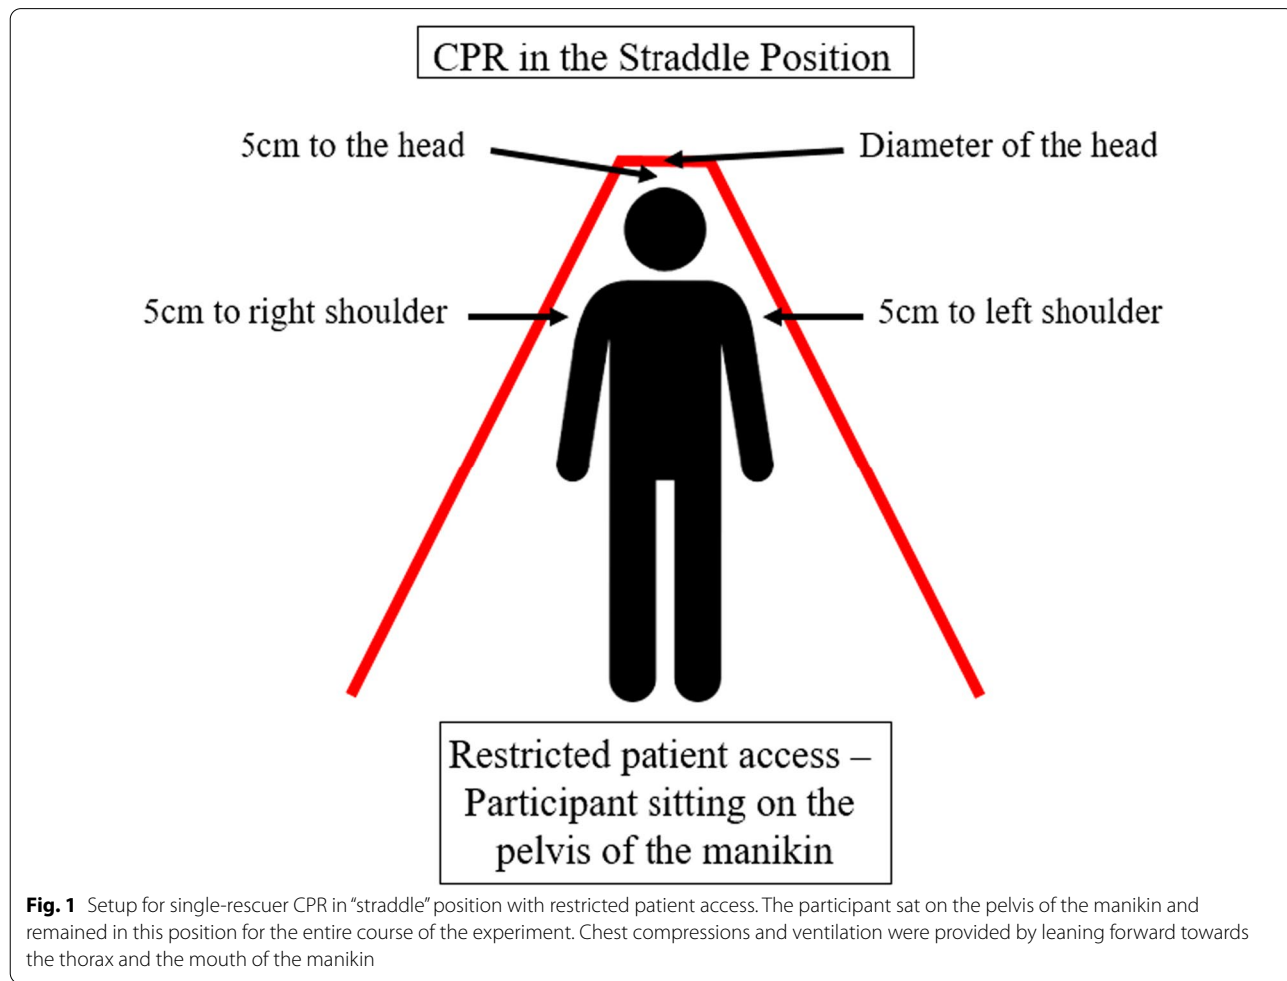 CPR in the Straddle Position
5cm to the head
Diameter of the head
5cm to right shoulder
5cm to left shoulder
Restricted patient access –
Participant sitting on the
pelvis of the manikin
Fig. 1 Setup for single-rescuer CPR in “straddle” position with restricted patient access. The participant sat on the pelvis of the manikin and
remained in this position for the entire course of the experiment. Chest compressions and ventilation were provided by leaning forward towards
the thorax and the mouth of the manikin